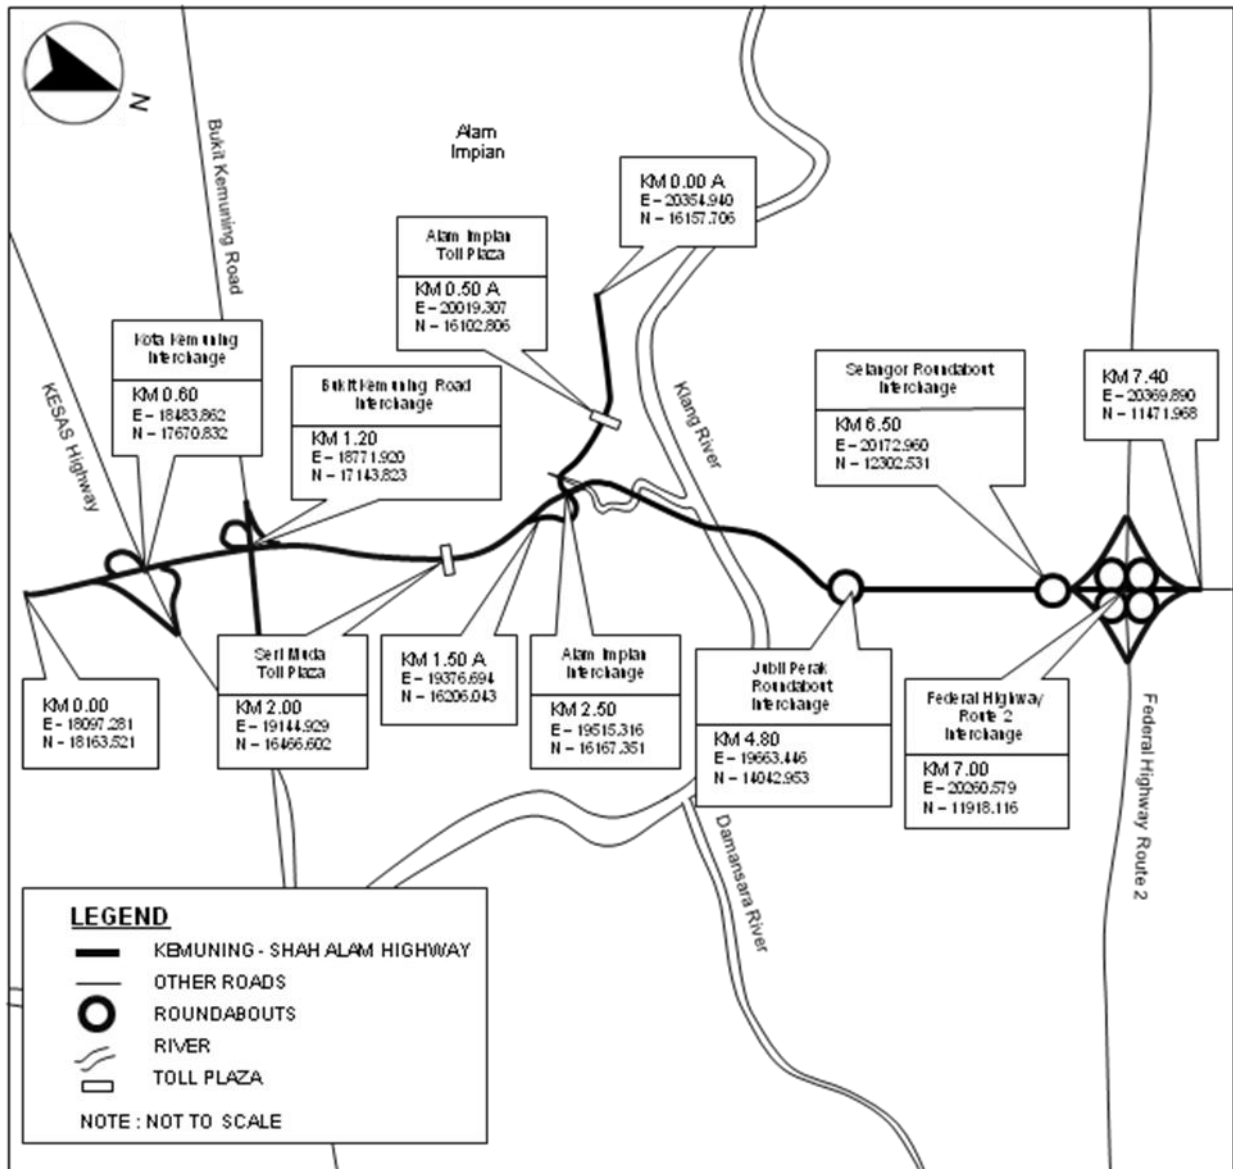 N
Bukit Kemuning Road
Alam
Impian
KM 0.00 A
E – 20354.940
N – 16157.706
Alam Impian
Toll Plaza
KM 0.50 A
E – 20019.307
N – 16102.806
Kota Kemuning
Interchange
KM 0.60
E – 18483.862
N – 17670.832
Bukit Kemuning Road
Interchange
KM 1.20
E – 18771.920
N – 17143.823
KESAS Highway
Klang River
Selangor Roundabout
Interchange
KM 6.50
E – 20172.960
N – 12302.531
KM 7.40
E – 20369.890
N – 11471.968
KM 0.00
E – 18097.281
N – 18163.521
Seri Muda
Toll Plaza
KM 2.00
E – 19144.929
N – 16466.602
KM 1.50 A
E – 19376.694
N – 16206.043
Alam Impian
Interchange
KM 2.50
E – 19515.316
N – 16167.351
Jubli Perak
Roundabout
Interchange
KM 4.80
E – 19663.446
N – 14042.953
Federal Highway
Route 2
Interchange
KM 7.00
E – 20260.579
N – 11918.116
Federal Highway Route 2
Damansara River
LEGEND
KEMUNING - SHAH ALAM HIGHWAY
OTHER ROADS
ROUNDABOUTS
RIVER
TOLL PLAZA
NOTE : NOT TO SCALE